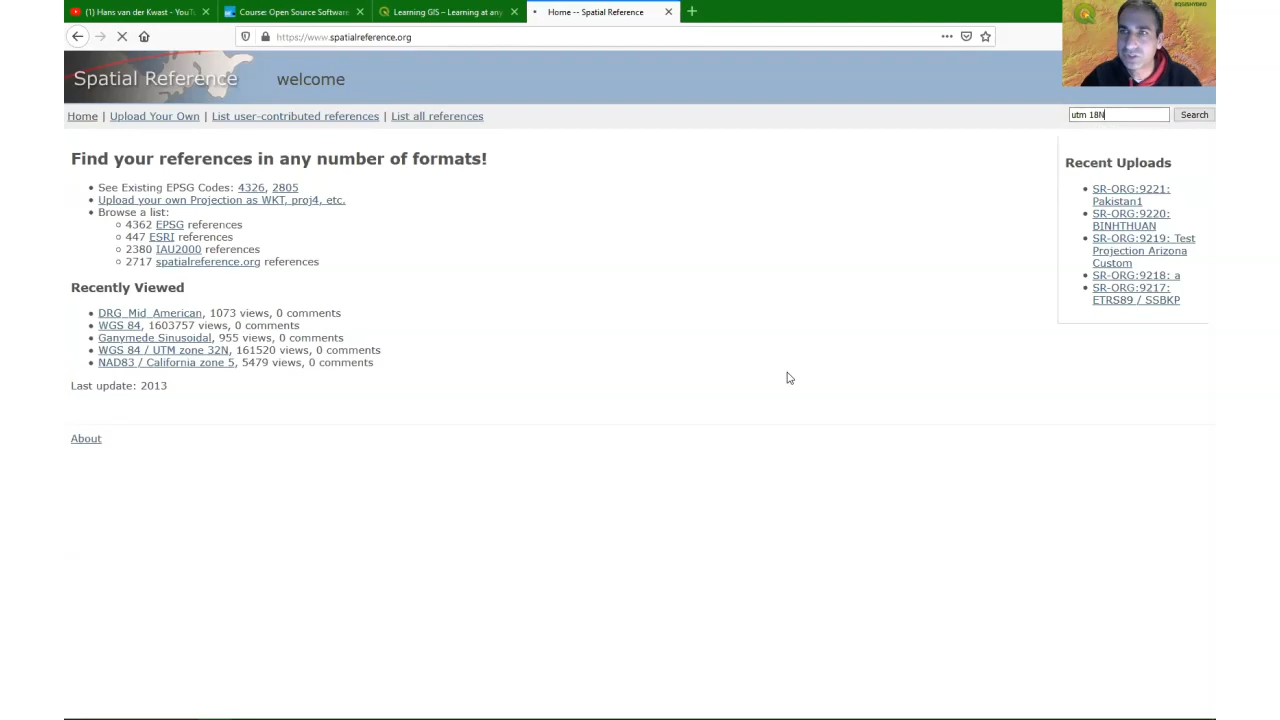 (1) Hans van der Kwast - YouTu
Course: Open Source Software
Learning GIS – Learning at any
Home -- Spatial Reference
https://www.spatialreference.org
Spatial Reference
welcome
Home | Upload Your Own | List user-contributed references | List all references
utm 18N
Search
Find your references in any number of formats!
See Existing EPSG Codes: 4326, 2805
Upload your own Projection as WKT, proj4, etc.
Browse a list:
4362 EPSG references
447 ESRI references
2380 IAU2000 references
2717 spatialreference.org references
Recently Viewed
DRG_Mid_American, 1073 views, 0 comments
WGS 84, 1603757 views, 0 comments
Ganymede Sinusoidal, 955 views, 0 comments
WGS 84 / UTM zone 32N, 161520 views, 0 comments
NAD83 / California zone 5, 5479 views, 0 comments
Last update: 2013
About
Recent Uploads
SR-ORG:9221:
Pakistan1
SR-ORG:9220:
BINHTHUAN
SR-ORG:9219: Test
Projection Arizona
Custom
SR-ORG:9218: a
SR-ORG:9217:
ETRS89 / SSBKP